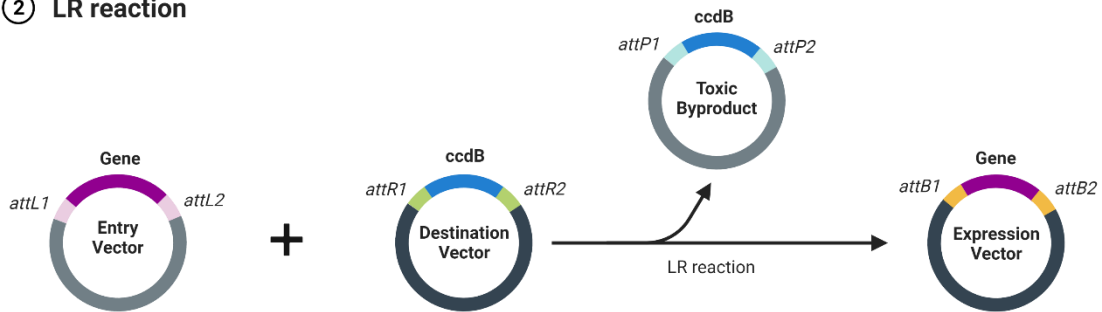 2 LR reaction
ccdB
attP1
attP2
Toxic
Byproduct
Gene
attL1
attL2
Entry
Vector
+
ccdB
attR1
attR2
Destination
Vector
LR reaction
Gene
attB1
attB2
Expression
Vector